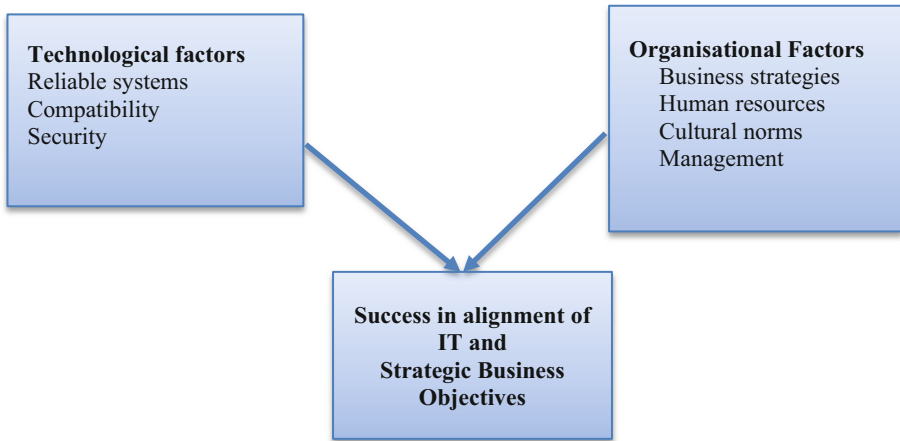 Technological factors
Reliable systems
Compatibility
Security
Organisational Factors
Business strategies
Human resources
Cultural norms
Management
Success in alignment of
IT and
Strategic Business
Objectives